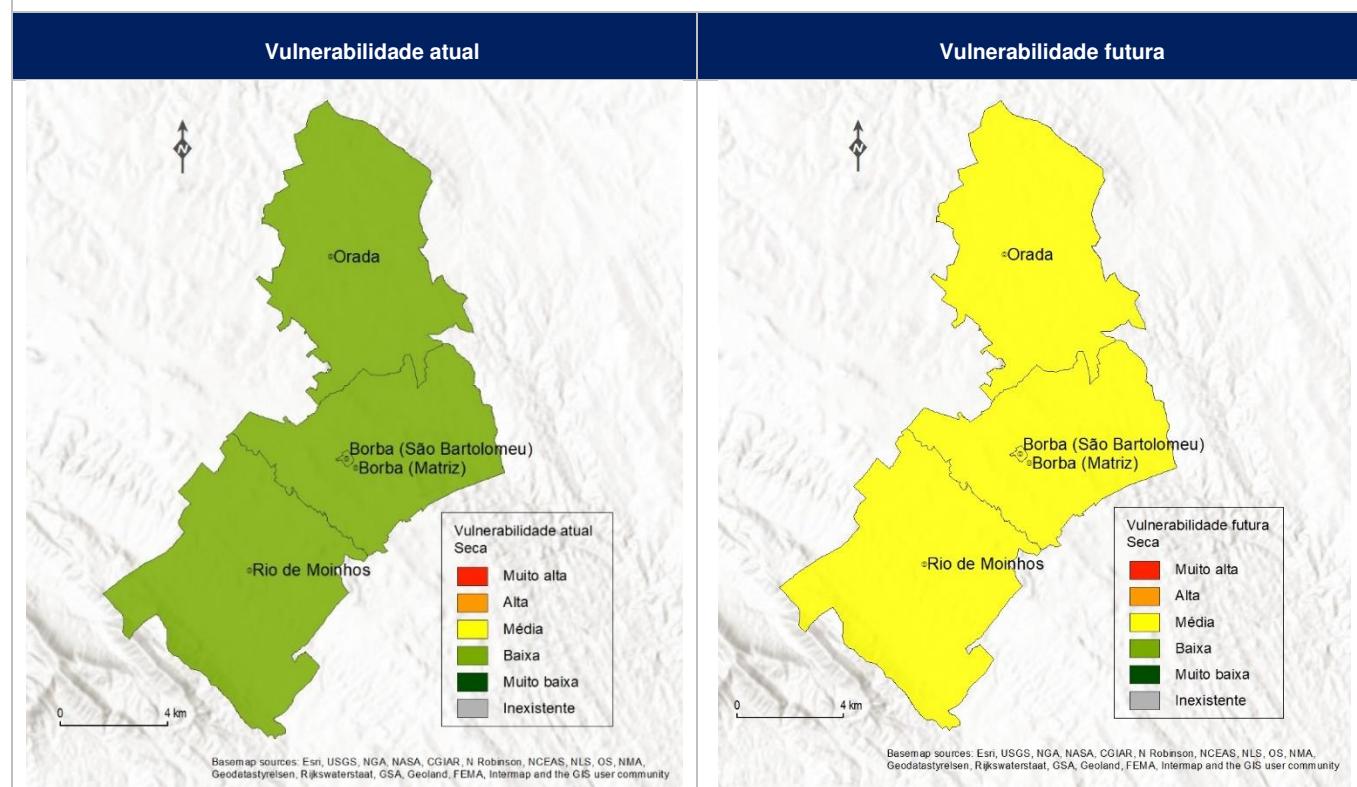 Vulnerabilidade atual
Vulnerabilidade futura
N
Orada
Borba (São Bartolomeu)
Borba (Matriz)
Rio de Moinhos
Vulnerabilidade atual
Seca
Muito alta
Alta
Média
Baixa
Muito baixa
Inexistente
0 4 km
Basemap sources: Esri, USGS, NGA, NASA, CGIAR, N Robinson, NCEAS, NLS, OS, NMA,
Geodatastyrelsen, Rijkswaterstaat, GSA, Geoland, FEMA, Intermap and the GIS user community
N
Orada
Borba (São Bartolomeu)
Borba (Matriz)
Rio de Moinhos
Vulnerabilidade futura
Seca
Muito alta
Alta
Média
Baixa
Muito baixa
Inexistente
0 4 km
Basemap sources: Esri, USGS, NGA, NASA, CGIAR, N Robinson, NCEAS, NLS, OS, NMA,
Geodatastyrelsen, Rijkswaterstaat, GSA, Geoland, FEMA, Intermap and the GIS user community